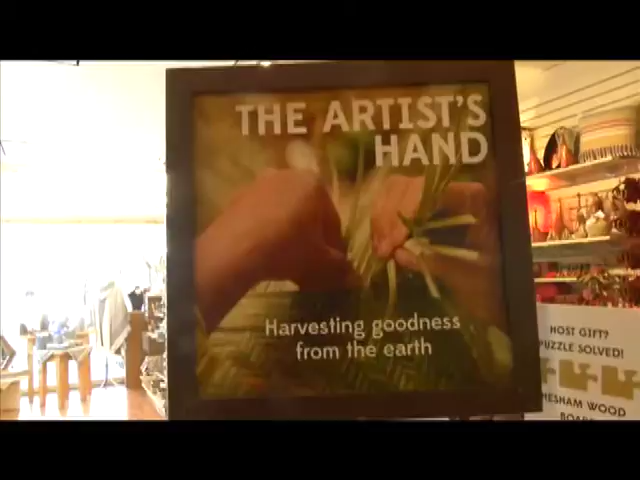 THE ARTIST'S
HAND
Harvesting goodness
from the earth
HOST GIFT?
PUZZLE SOLVED!
WOOD